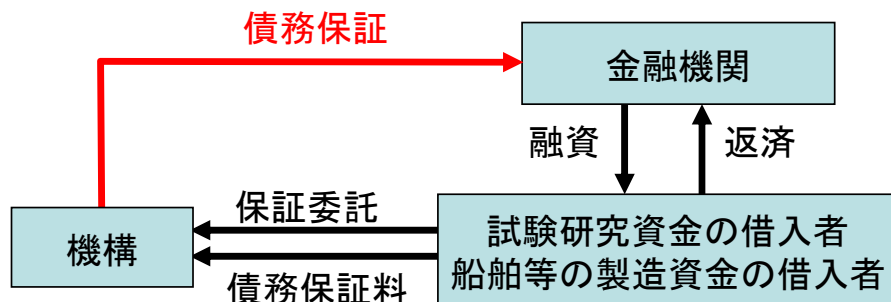 債務保証
金融機関
融資
返済
保証委託
機構
試験研究資金の借入者
船舶等の製造資金の借入者
債務保証料